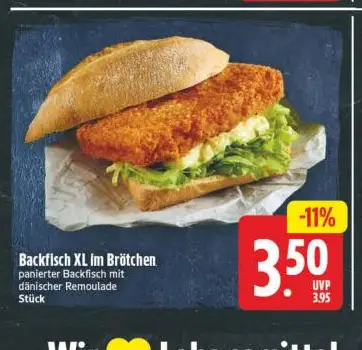 Backfisch XL im Brötchen
panierter Backfisch mit
dänischer Remoulade
Stück
-11%
3.50
UVP
3.95